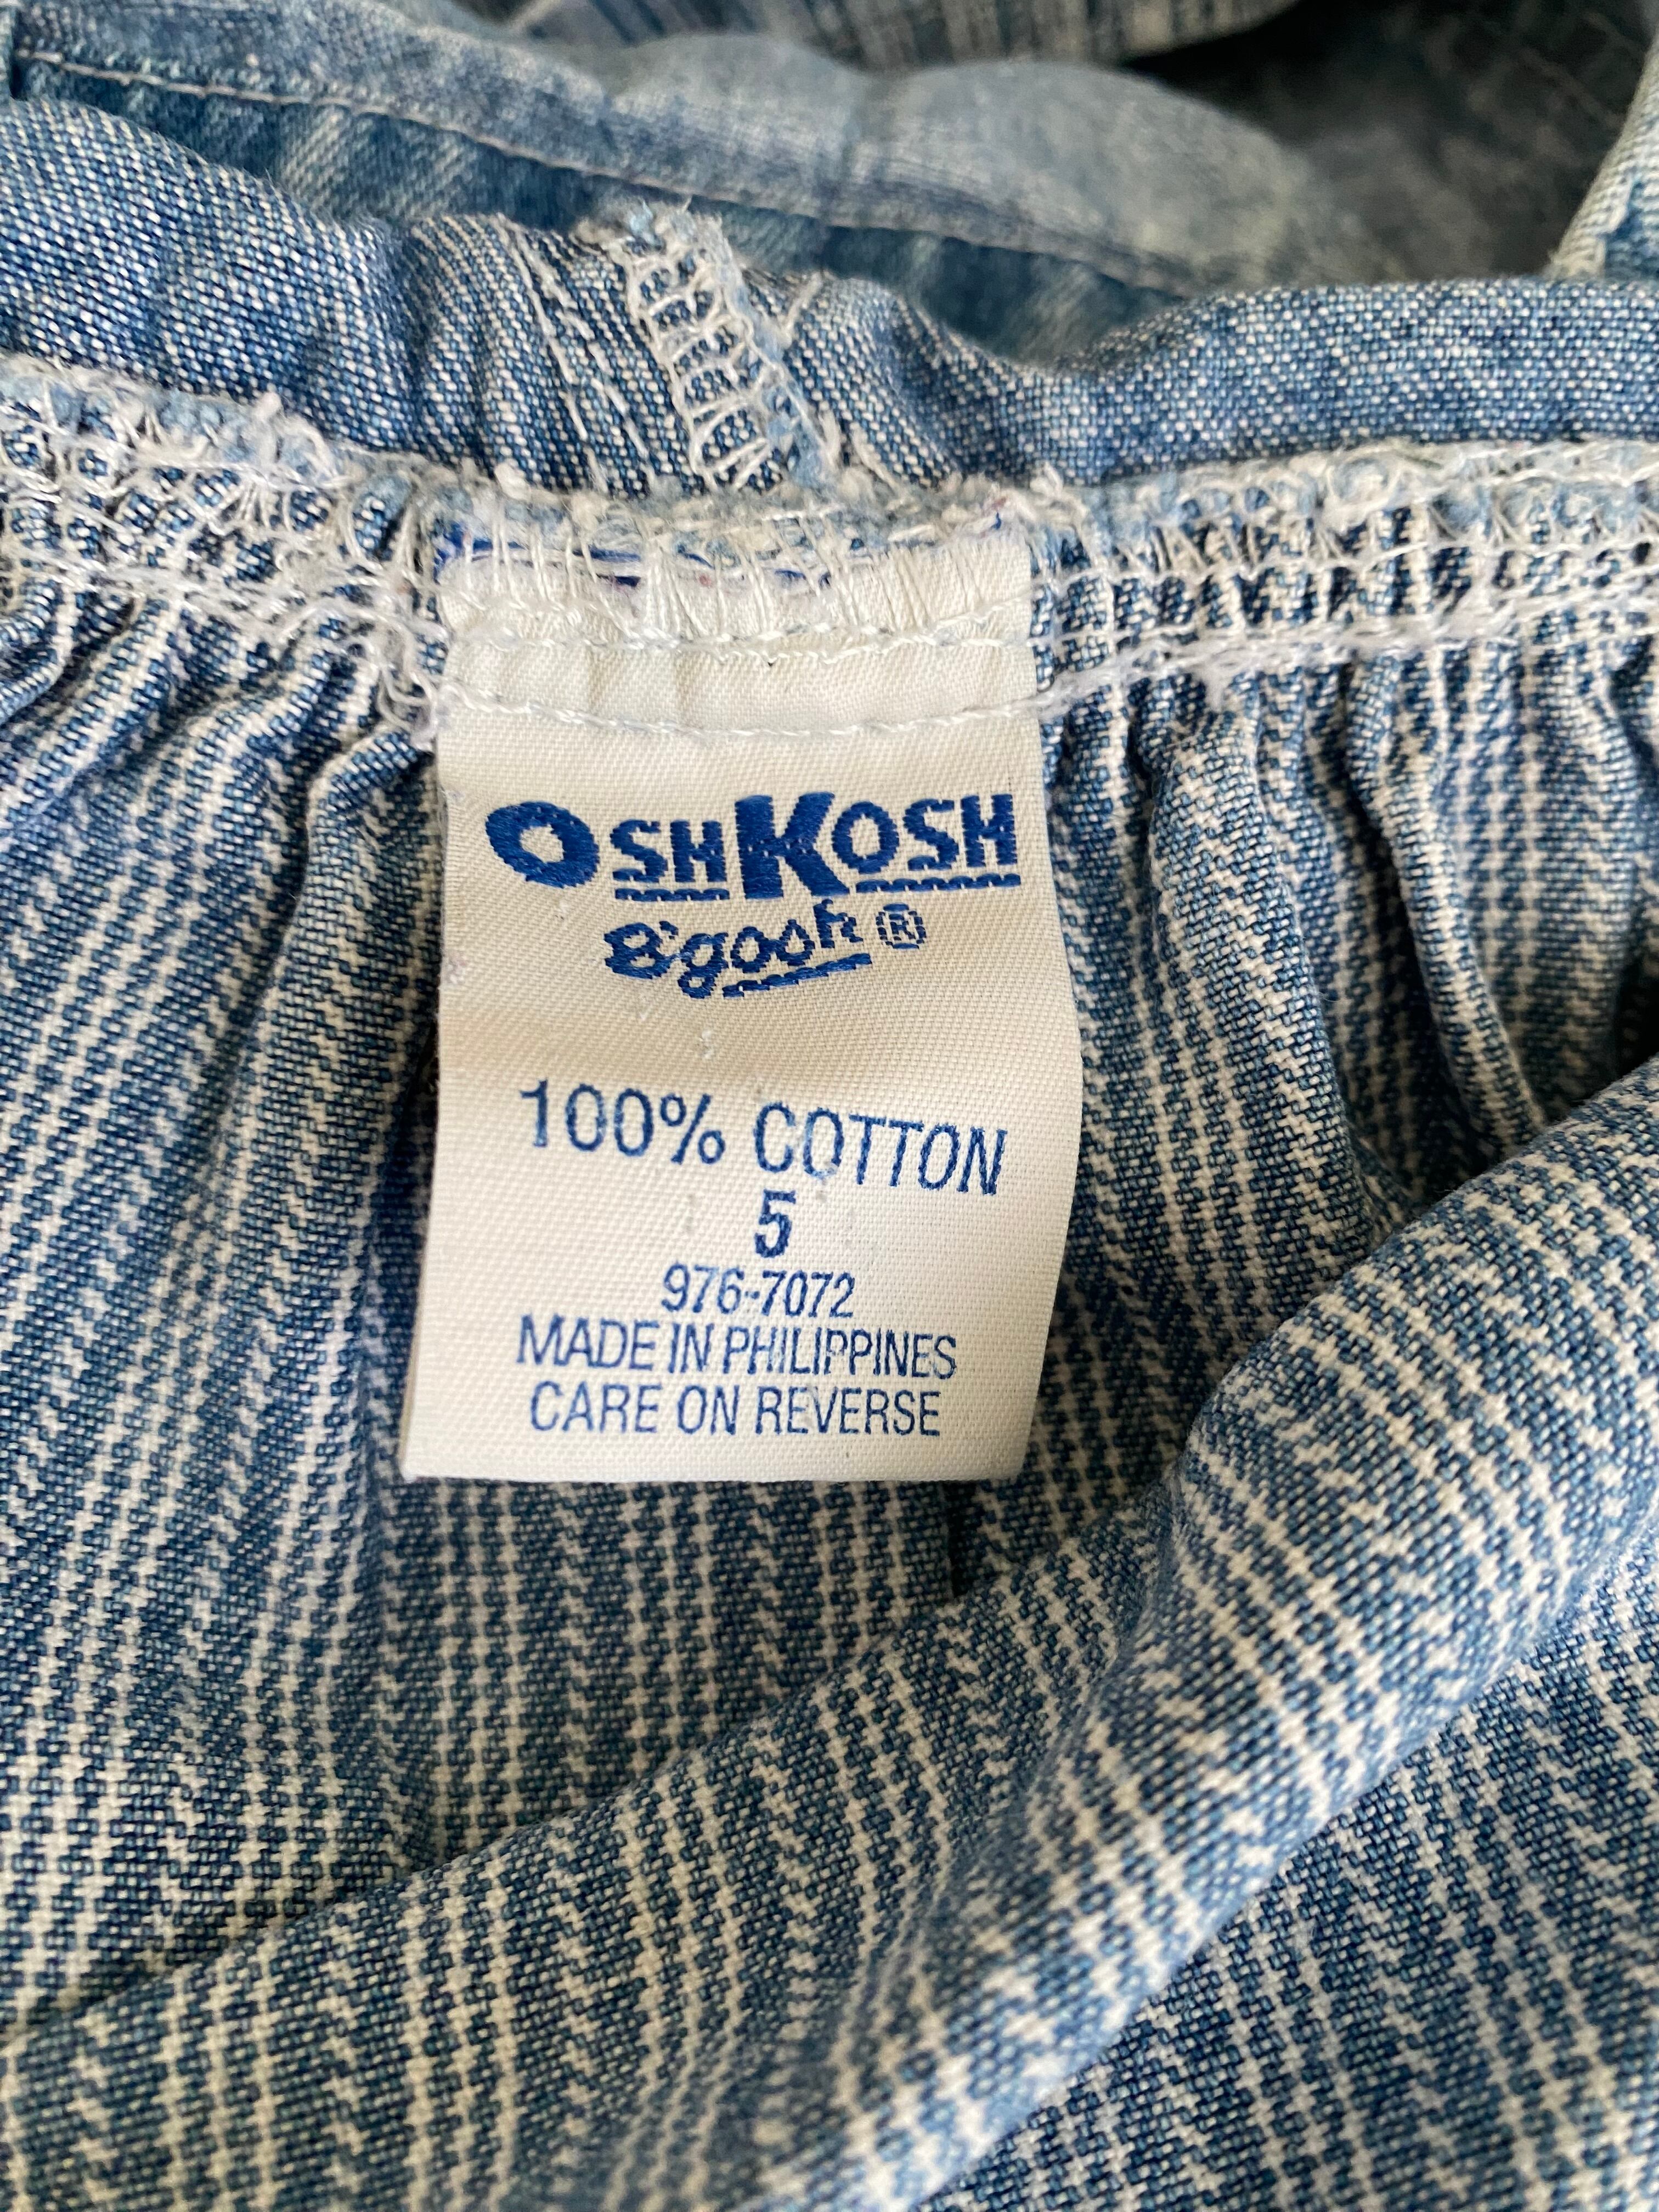 OSHKOSH
B'gosh ®
100% COTTON
5
976-7072
MADE IN PHILIPPINES
CARE ON REVERSE